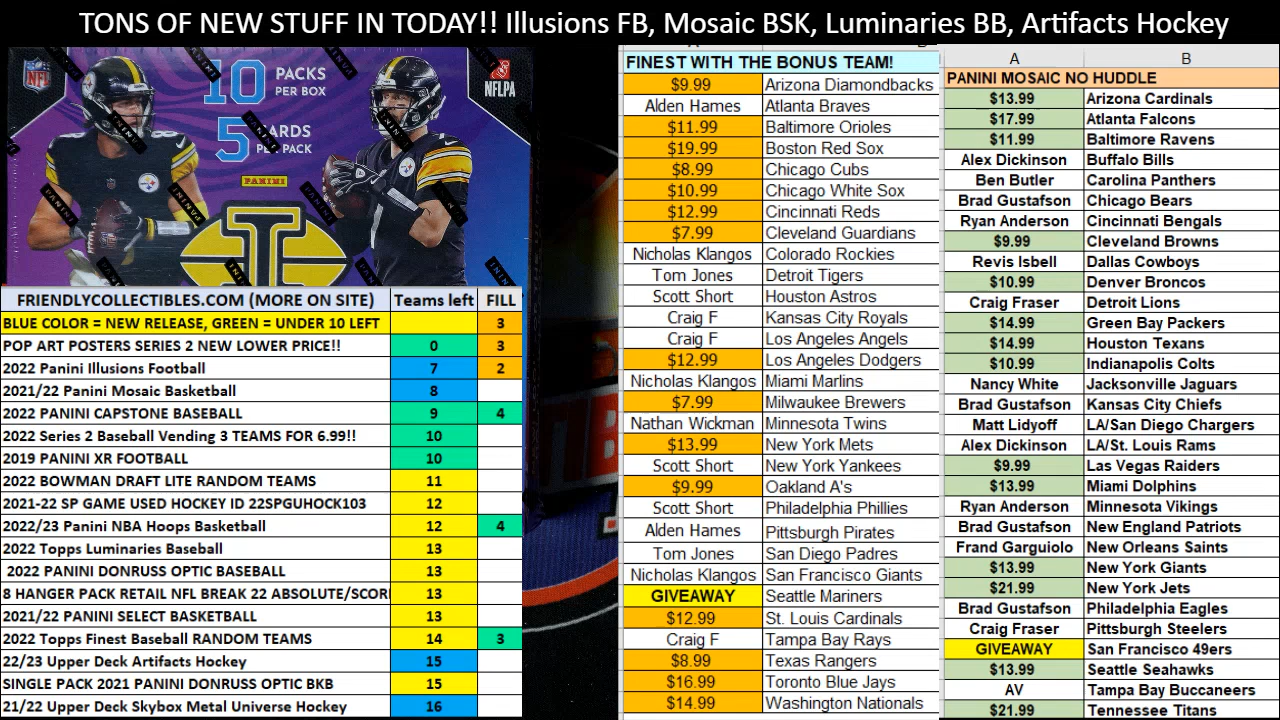 TONS OF NEW STUFF IN TODAY!! Illusions FB, Mosaic BSK, Luminaries BB, Artifacts Hockey
NFL
10 PACKS
PER BOX
5 CARDS
PER PACK
PANINI
NFLPA
FRIENDLYCOLLECTIBLES.COM (MORE ON SITE) Teams left FILL
BLUE COLOR = NEW RELEASE, GREEN = UNDER 10 LEFT 3
POP ART POSTERS SERIES 2 NEW LOWER PRICE!! 0 3
2022 Panini Illusions Football 7 2
2021/22 Panini Mosaic Basketball 8
2022 PANINI CAPSTONE BASEBALL 9 4
2022 Series 2 Baseball Vending 3 TEAMS FOR 6.99!! 10
2019 PANINI XR FOOTBALL 10
2022 BOWMAN DRAFT LITE RANDOM TEAMS 11
2021-22 SP GAME USED HOCKEY ID 22SPGUHOCK103 12
2022/23 Panini NBA Hoops Basketball 12 4
2022 Topps Luminaries Baseball 13
2022 PANINI DONRUSS OPTIC BASEBALL 13
8 HANGER PACK RETAIL NFL BREAK 22 ABSOLUTE/SCORE 13
2021/22 PANINI SELECT BASKETBALL 13
2022 Topps Finest Baseball RANDOM TEAMS 14 3
22/23 Upper Deck Artifacts Hockey 15
SINGLE PACK 2021 PANINI DONRUSS OPTIC BKB 15
21/22 Upper Deck Skybox Metal Universe Hockey 16
FINEST WITH THE BONUS TEAM!
$9.99 Arizona Diamondbacks
Alden Hames Atlanta Braves
$11.99 Baltimore Orioles
$19.99 Boston Red Sox
$8.99 Chicago Cubs
$10.99 Chicago White Sox
$12.99 Cincinnati Reds
$7.99 Cleveland Guardians
Nicholas Klangos Colorado Rockies
Tom Jones Detroit Tigers
Scott Short Houston Astros
Craig F Kansas City Royals
Craig F Los Angeles Angels
$12.99 Los Angeles Dodgers
Nicholas Klangos Miami Marlins
$7.99 Milwaukee Brewers
Nathan Wickman Minnesota Twins
$13.99 New York Mets
Scott Short New York Yankees
$9.99 Oakland A's
Scott Short Philadelphia Phillies
Alden Hames Pittsburgh Pirates
Tom Jones San Diego Padres
Nicholas Klangos San Francisco Giants
GIVEAWAY Seattle Mariners
$12.99 St. Louis Cardinals
Craig F Tampa Bay Rays
$8.99 Texas Rangers
$16.99 Toronto Blue Jays
$14.99 Washington Nationals
A B
PANINI MOSAIC NO HUDDLE
$13.99 Arizona Cardinals
$17.99 Atlanta Falcons
$11.99 Baltimore Ravens
Alex Dickinson Buffalo Bills
Ben Butler Carolina Panthers
Brad Gustafson Chicago Bears
Ryan Anderson Cincinnati Bengals
$9.99 Cleveland Browns
Revis Isbell Dallas Cowboys
$10.99 Denver Broncos
Craig Fraser Detroit Lions
$14.99 Green Bay Packers
$14.99 Houston Texans
$10.99 Indianapolis Colts
Nancy White Jacksonville Jaguars
Brad Gustafson Kansas City Chiefs
Matt Lidyoff LA/San Diego Chargers
Alex Dickinson LA/St. Louis Rams
$9.99 Las Vegas Raiders
$13.99 Miami Dolphins
Ryan Anderson Minnesota Vikings
Brad Gustafson New England Patriots
Frand Garguiolo New Orleans Saints
$13.99 New York Giants
$21.99 New York Jets
Brad Gustafson Philadelphia Eagles
Craig Fraser Pittsburgh Steelers
GIVEAWAY San Francisco 49ers
$13.99 Seattle Seahawks
AV Tampa Bay Buccaneers
$21.99 Tennessee Titans